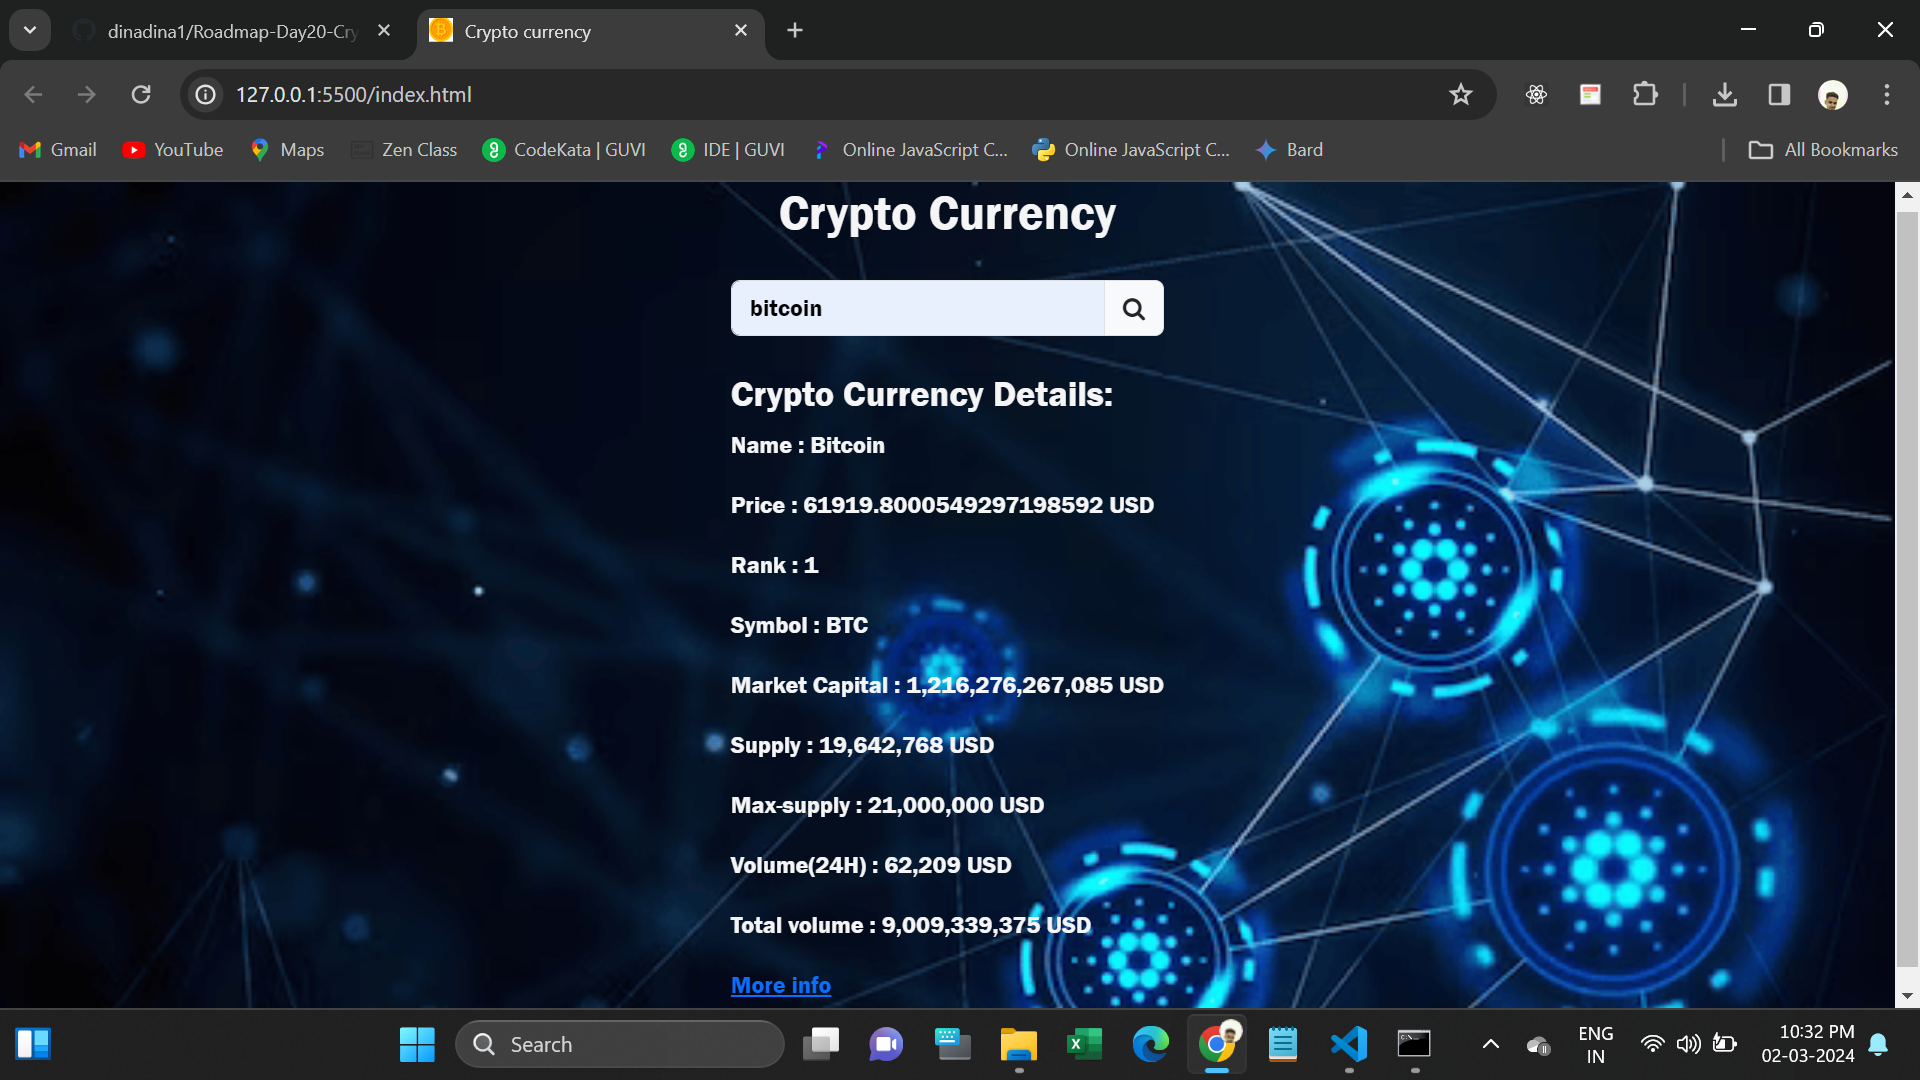 dinadina1/Roadmap-Day20-Cry
Crypto currency
127.0.0.1:5500/index.html
Gmail
YouTube
Maps
Zen Class
CodeKata | GUVI
IDE | GUVI
Online JavaScript C...
Online JavaScript C...
Bard
All Bookmarks
Crypto Currency
bitcoin
Crypto Currency Details:
Name : Bitcoin
Price : 61919.8000549297198592 USD
Rank : 1
Symbol : BTC
Market Capital : 1,216,276,267,085 USD
Supply : 19,642,768 USD
Max-supply : 21,000,000 USD
Volume(24H) : 62,209 USD
Total volume : 9,009,339,375 USD
More info
Search
ENG
IN
10:32 PM
02-03-2024